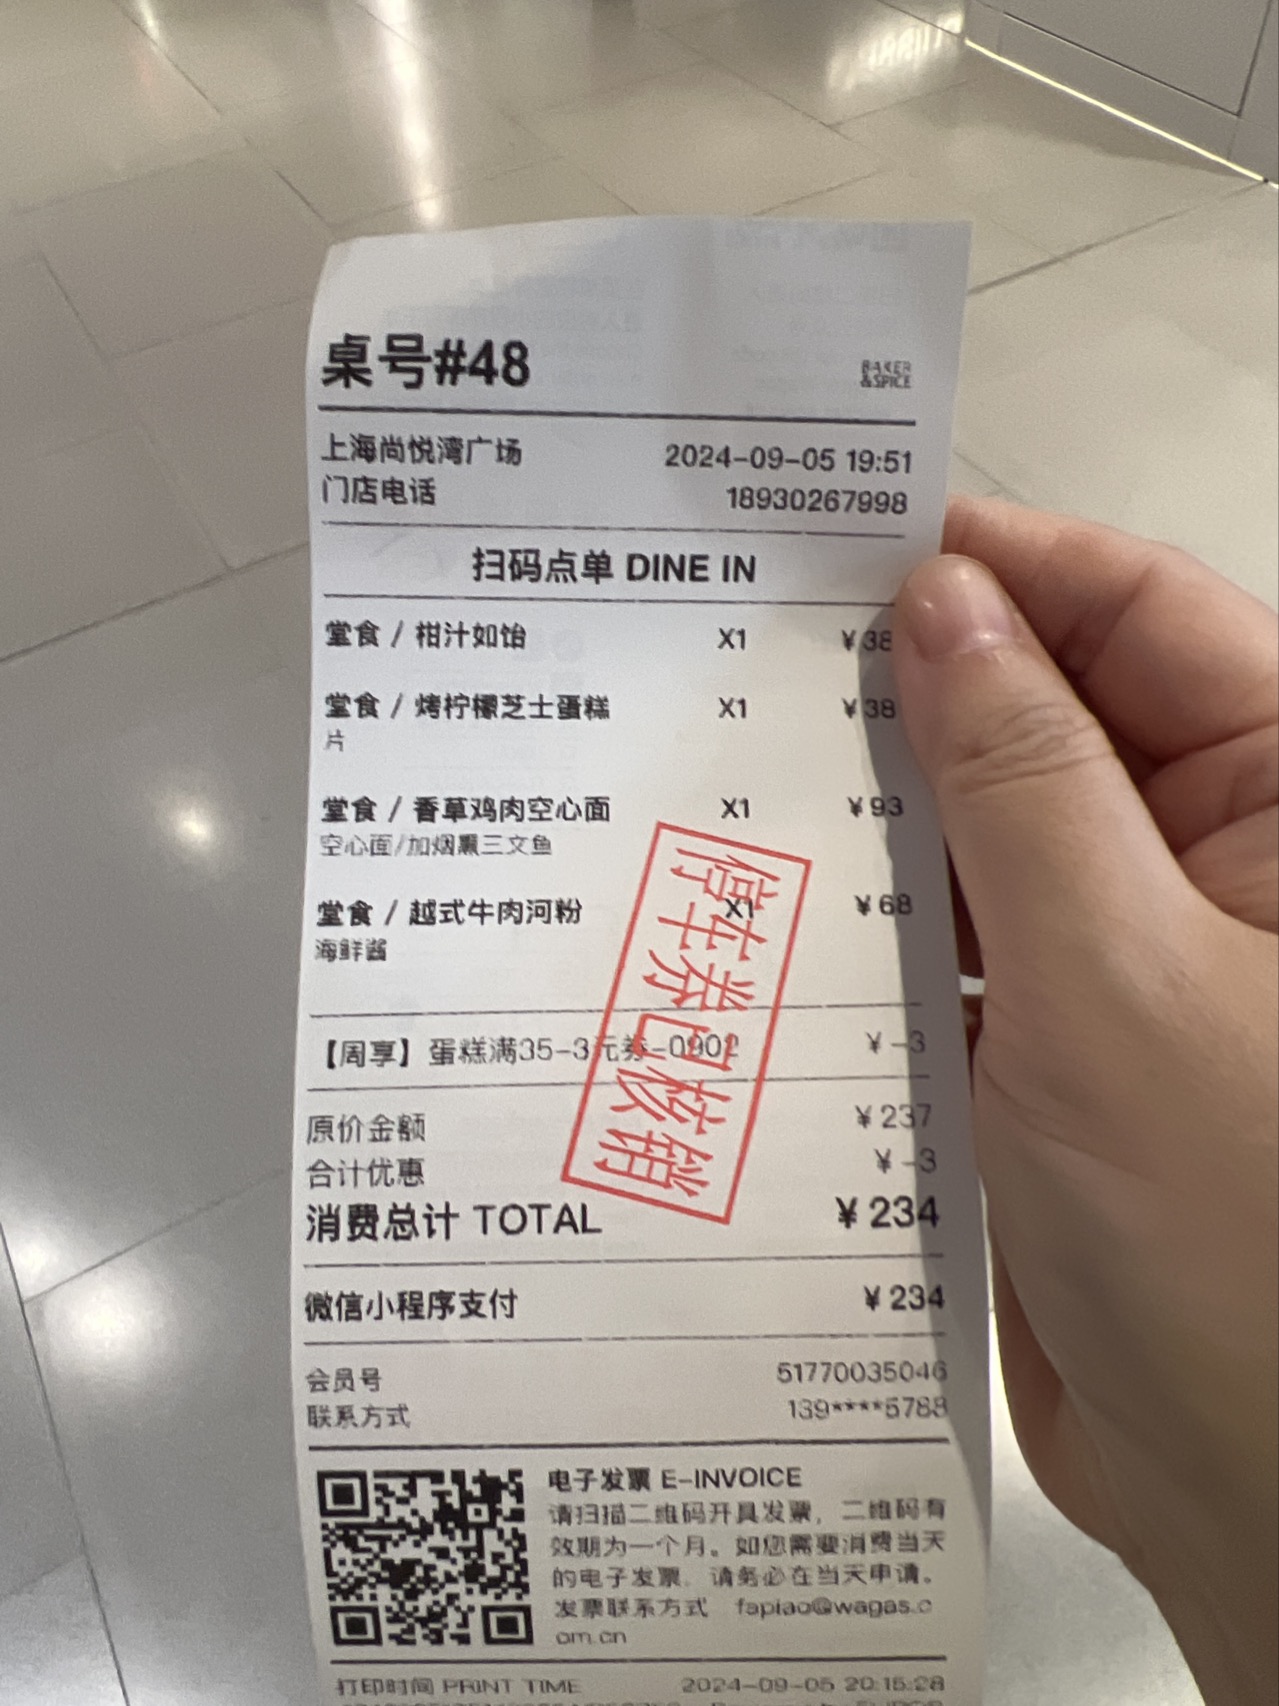 桌号#48
BAKER
&SPICE
上海尚悦湾广场 2024-09-05 19:51
门店电话 18930267998
扫码点单 DINE IN
堂食 / 柑汁如饴 X1 ¥38
堂食 / 烤柠檬芝士蛋糕 X1 ¥38
片
堂食 / 香草鸡肉空心面 X1 ¥93
空心面/加烟熏三文鱼
堂食 / 越式牛肉河粉 X1 ¥68
海鲜酱
停车券已核销
【周享】蛋糕满35-3元券-0902 ¥-3
原价金额 ¥237
合计优惠 ¥-3
消费总计 TOTAL ¥234
微信小程序支付 ¥234
会员号 51770035046
联系方式 139****5788
电子发票 E-INVOICE
请扫描二维码开具发票，二维码有
效期为一个月。如您需要消费当天
的电子发票，请务必在当天申请。
发票联系方式 fapiao@wagas.c
om.cn
打印时间 PRINT TIME 2024-09-05 20:15:28